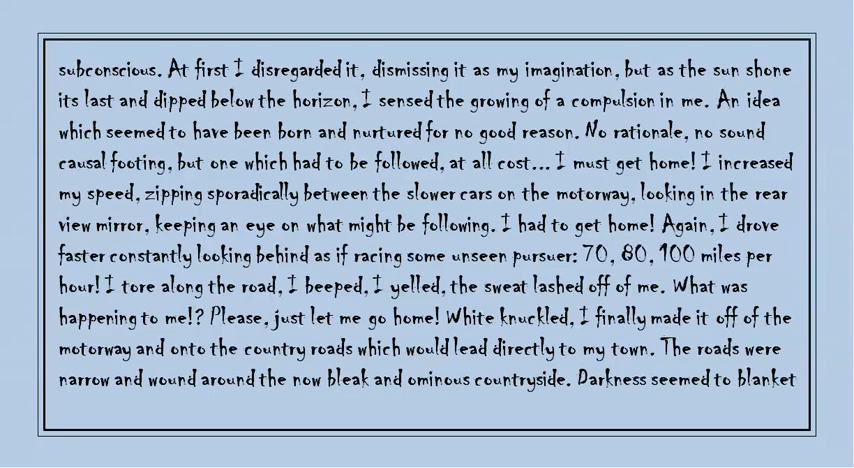 subconscious. At first I disregarded it, dismissing it as my imagination, but as the sun shone
its last and dipped below the horizon, I sensed the growing of a compulsion in me. An idea
which seemed to have been born and nurtured for no good reason. No rationale, no sound
causal footing, but one which had to be followed, at all cost... I must get home! I increased
my speed, zipping sporadically between the slower cars on the motorway, looking in the rear
view mirror, keeping an eye on what might be following. I had to get home! Again, I drove
faster constantly looking behind as if racing some unseen pursuer: 70, 80, 100 miles per
hour! I tore along the road, I beeped, I yelled, the sweat lashed off of me. What was
happening to me!? Please, just let me go home! White knuckled, I finally made it off of the
motorway and onto the country roads which would lead directly to my town. The roads were
narrow and wound around the now bleak and ominous countryside. Darkness seemed to blanket